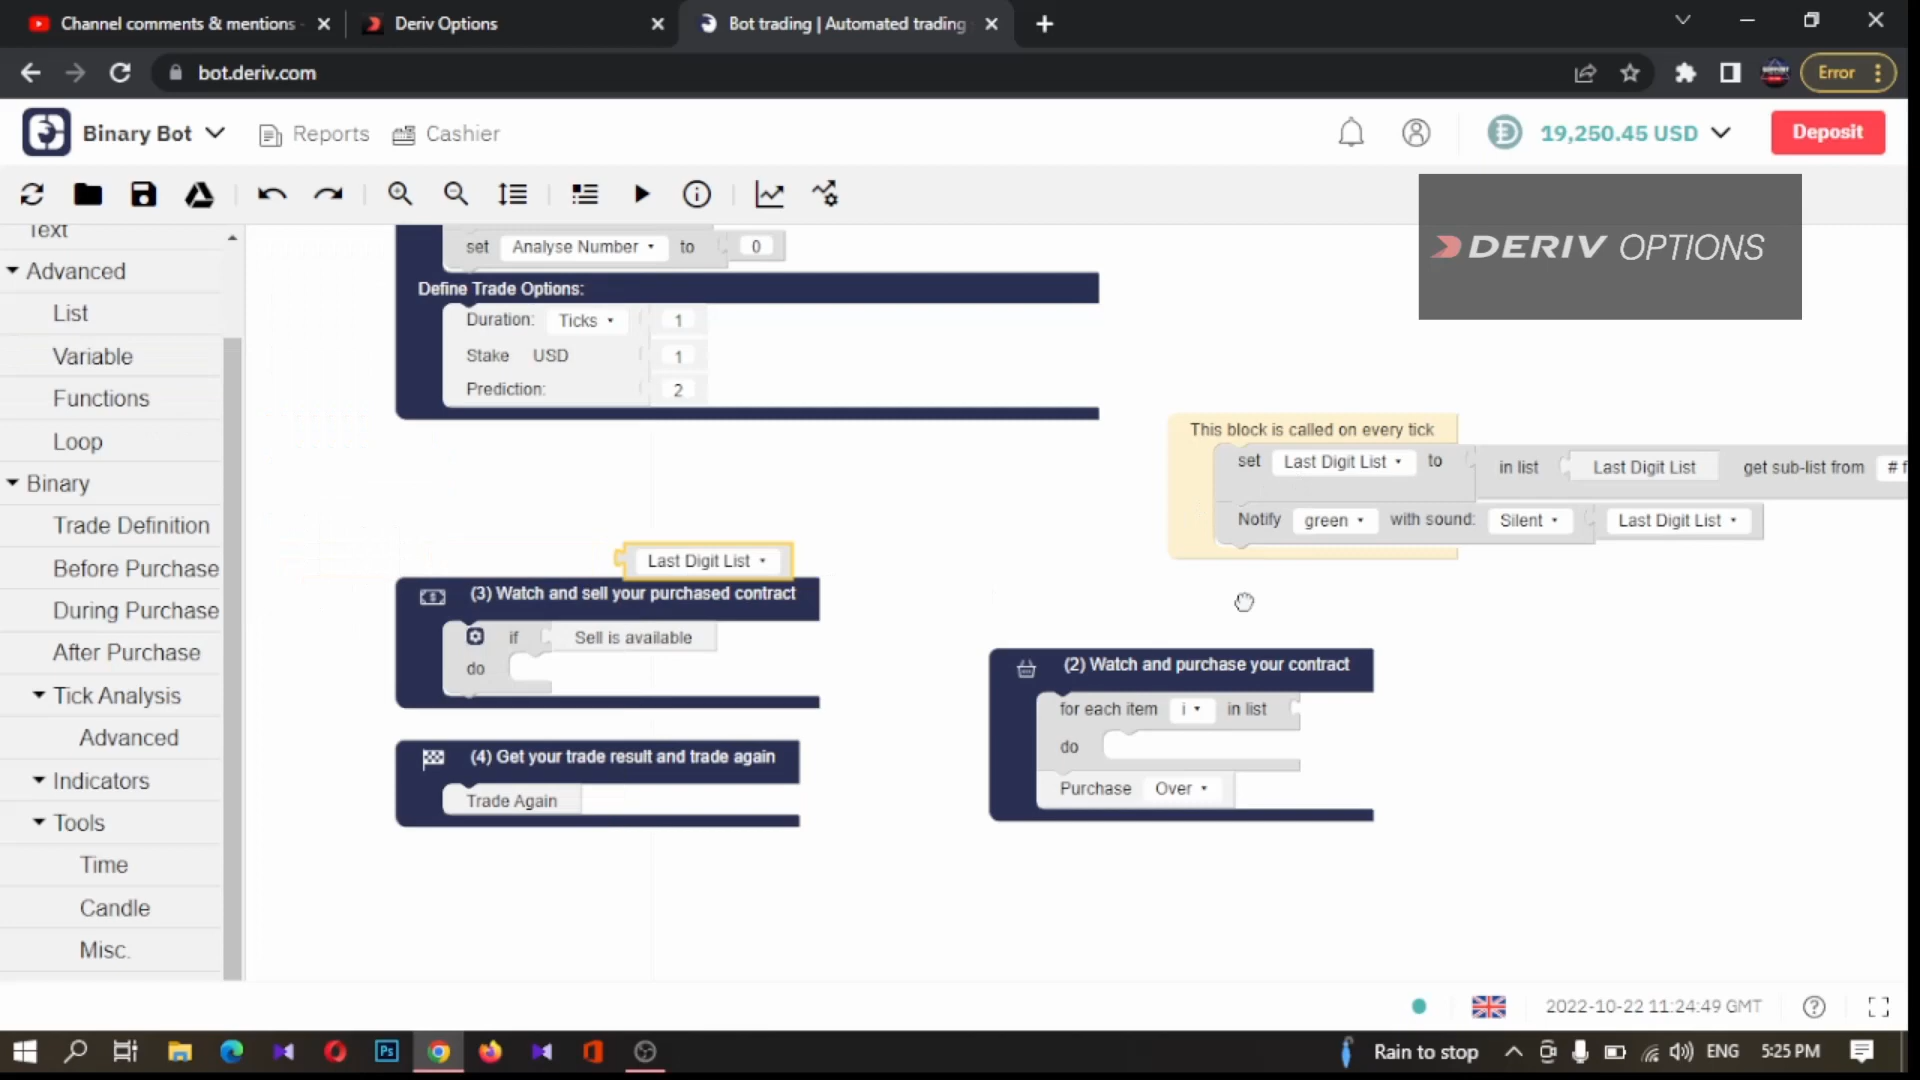 Channel comments & mentions
Deriv Options
Bot trading | Automated trading
bot.deriv.com
Error
Binary Bot
Reports
Cashier
19,250.45 USD
Deposit
DERIV OPTIONS
Text
Advanced
List
Variable
Functions
Loop
Binary
Trade Definition
Before Purchase
During Purchase
After Purchase
Tick Analysis
Advanced
Indicators
Tools
Time
Candle
Misc.
set Analyse Number to 0
Define Trade Options:
Duration: Ticks 1
Stake USD 1
Prediction: 2
This block is called on every tick
set Last Digit List to in list Last Digit List get sub-list from # f
Notify green with sound: Silent Last Digit List
Last Digit List
(3) Watch and sell your purchased contract
if Sell is available
do
(4) Get your trade result and trade again
Trade Again
(2) Watch and purchase your contract
for each item i in list
do
Purchase Over
2022-10-22 11:24:49 GMT
Ps
Rain to stop
ENG
5:25 PM